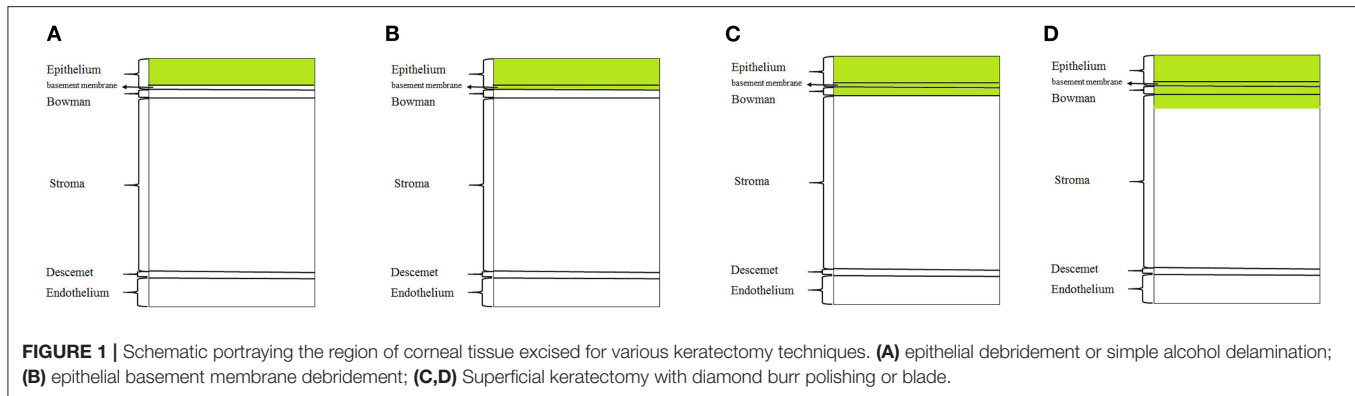 A
Epithelium
basement membrane
Bowman
Stroma
Descemet
Endothelium
B
Epithelium
basement membrane
Bowman
Stroma
Descemet
Endothelium
C
Epithelium
basement membrane
Bowman
Stroma
Descemet
Endothelium
D
Epithelium
basement membrane
Bowman
Stroma
Descemet
Endothelium
FIGURE 1 | Schematic portraying the region of corneal tissue excised for various keratectomy techniques. (A) epithelial debridement or simple alcohol delamination;
(B) epithelial basement membrane debridement; (C,D) Superficial keratectomy with diamond burr polishing or blade.